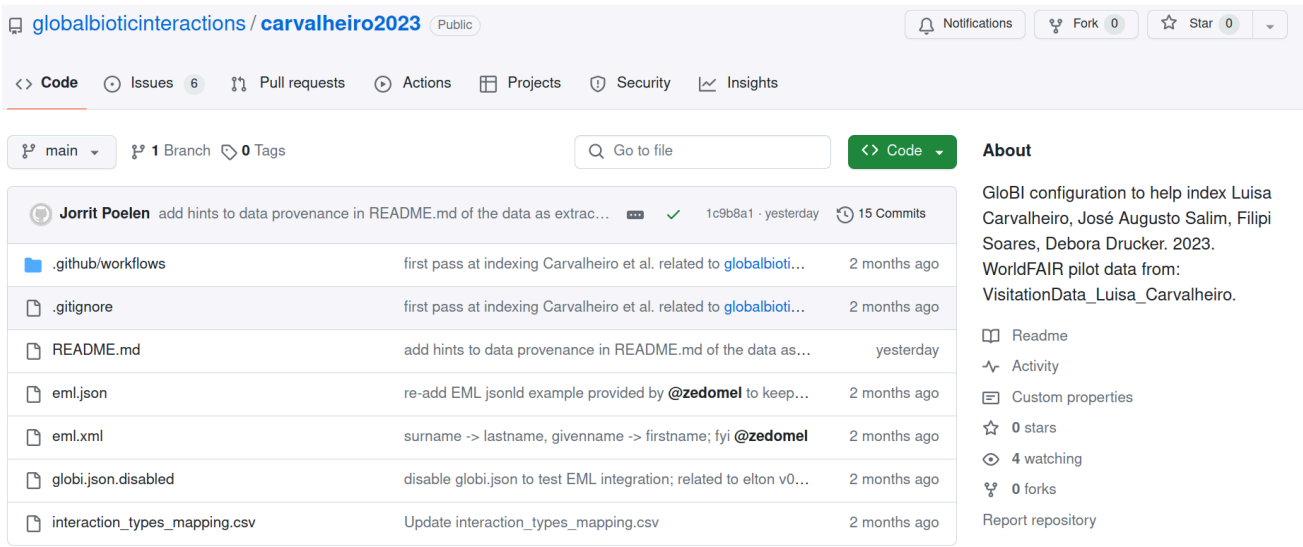 globalbioticinteractions / carvalheiro2023 Public
Notifications Fork 0 Star 0
Code Issues 6 Pull requests Actions Projects Security Insights
main 1 Branch 0 Tags Go to file Code
Jorrit Poelen add hints to data provenance in README.md of the data as extrac… 1c9b8a1 · yesterday 15 Commits
.github/workflows first pass at indexing Carvalheiro et al. related to globalbioti… 2 months ago
.gitignore first pass at indexing Carvalheiro et al. related to globalbioti… 2 months ago
README.md add hints to data provenance in README.md of the data as… yesterday
eml.json re-add EML jsonld example provided by @zedomel to keep… 2 months ago
eml.xml surname -> lastname, givenname -> firstname; fyi @zedomel 2 months ago
globi.json.disabled disable globi.json to test EML integration; related to elton v0… 2 months ago
interaction_types_mapping.csv Update interaction_types_mapping.csv 2 months ago
About
GloBI configuration to help index Luisa
Carvalheiro, José Augusto Salim, Filipi
Soares, Debora Drucker. 2023.
WorldFAIR pilot data from:
VisitationData_Luisa_Carvalheiro.
Readme
Activity
Custom properties
0 stars
4 watching
0 forks
Report repository